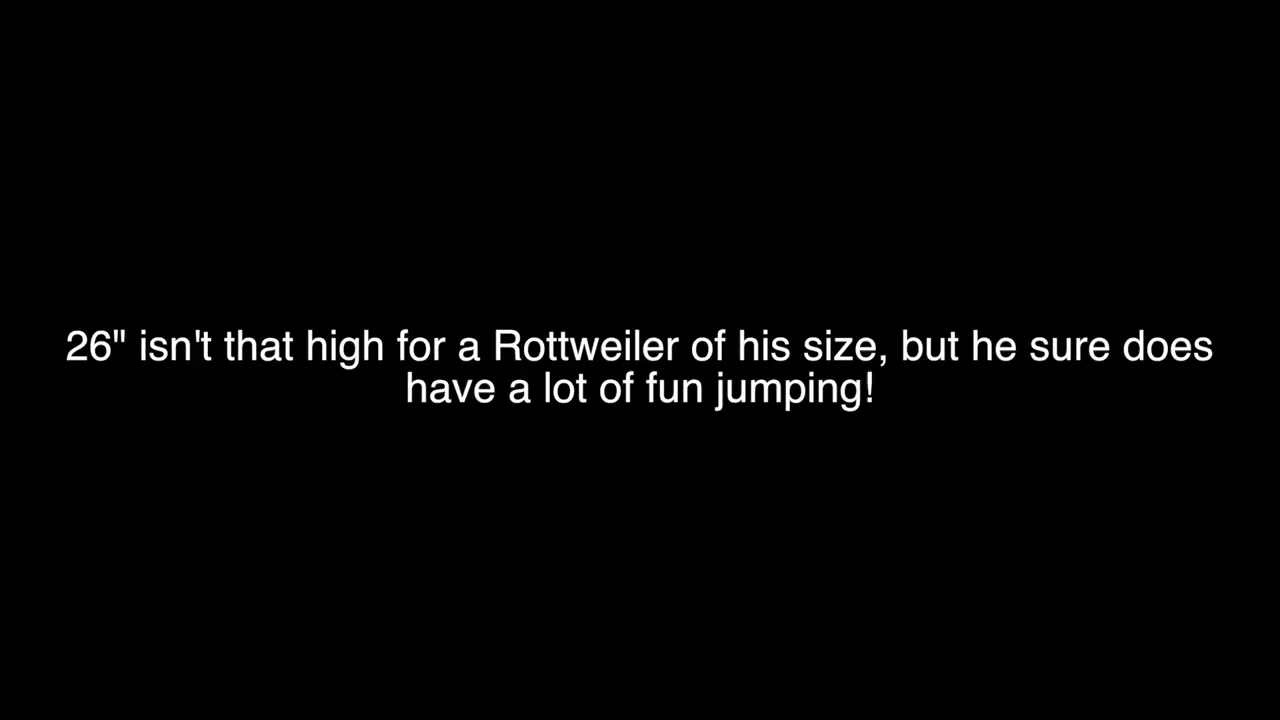 26" isn't that high for a Rottweiler of his size, but he sure does
have a lot of fun jumping!